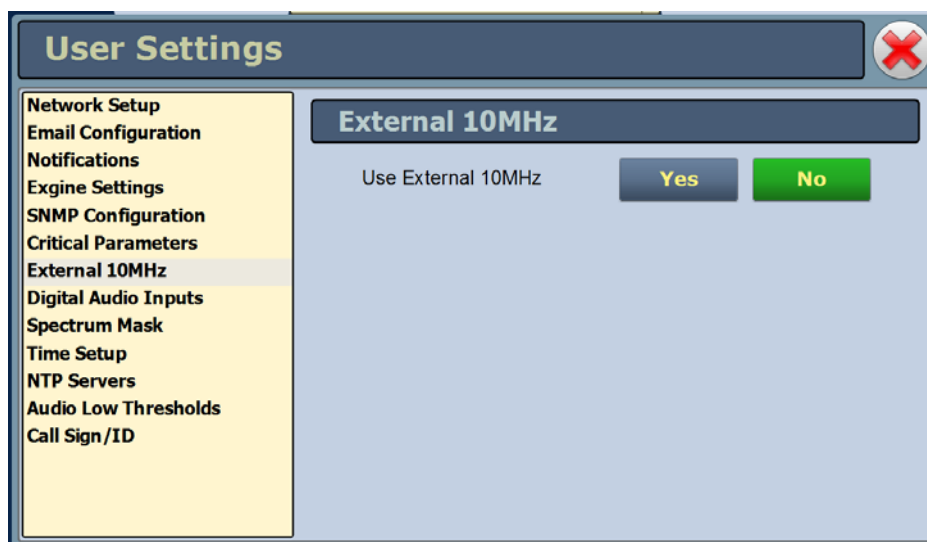 User Settings
Network Setup
Email Configuration
Notifications
Exgine Settings
SNMP Configuration
Critical Parameters
External 10MHz
Digital Audio Inputs
Spectrum Mask
Time Setup
NTP Servers
Audio Low Thresholds
Call Sign/ID
External 10MHz
Use External 10MHz
Yes
No